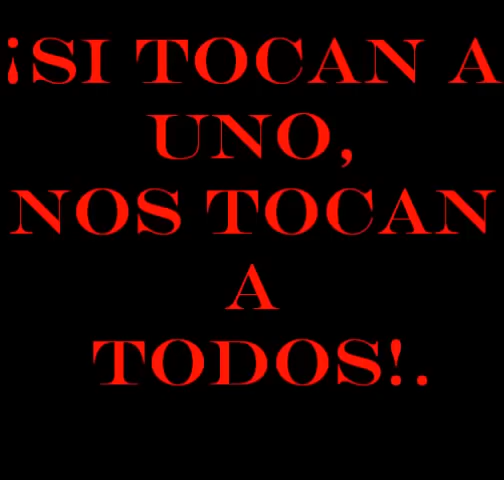 ¡SI TOCAN A
UNO,
NOS TOCAN
A
TODOS!.